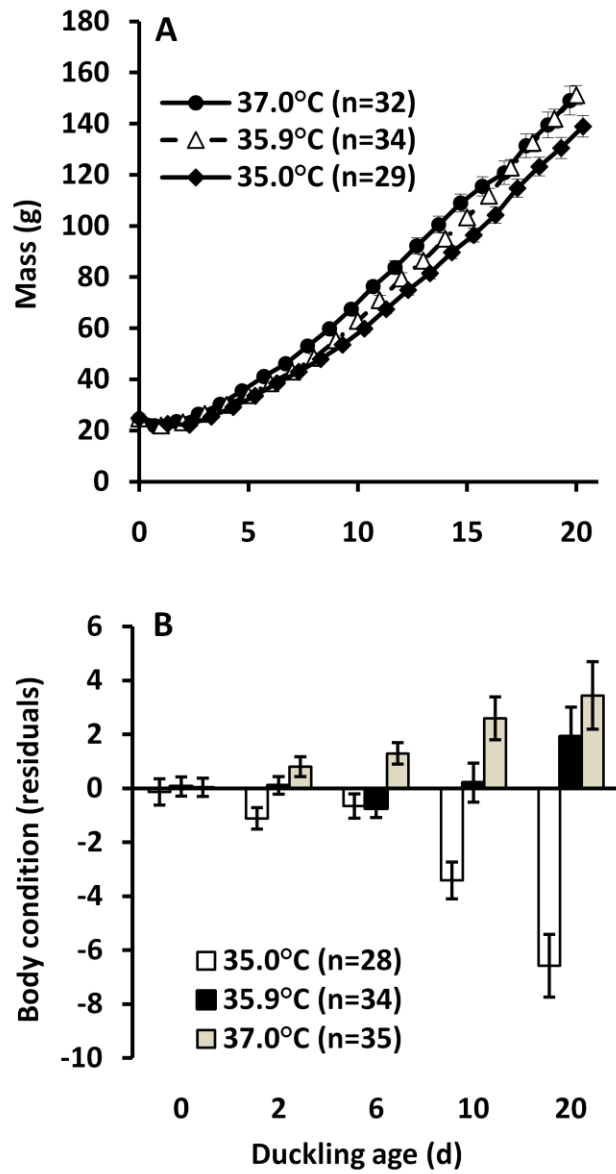 A
180
160
140
120
100
80
60
40
20
0
Mass (g)
37.0°C (n=32)
35.9°C (n=34)
35.0°C (n=29)
0 5 10 15 20
B
6
4
2
0
-2
-4
-6
-8
-10
Body condition (residuals)
35.0°C (n=28)
35.9°C (n=34)
37.0°C (n=35)
0 2 6 10 20
Duckling age (d)